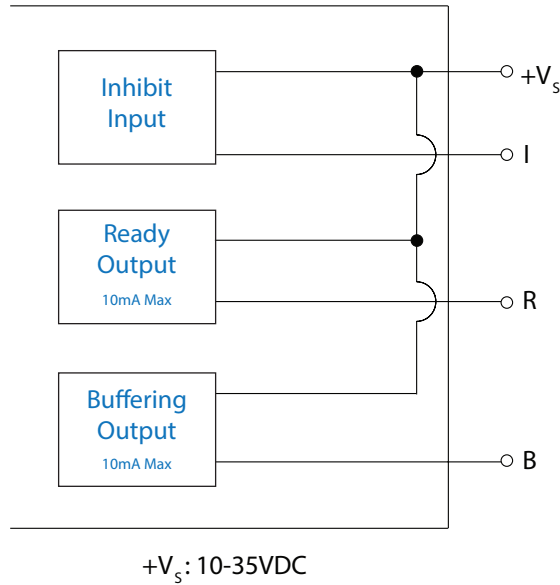 Inhibit
Input
+Vs
I
Ready
Output
10mA Max
R
Buffering
Output
10mA Max
B
+Vs: 10-35VDC